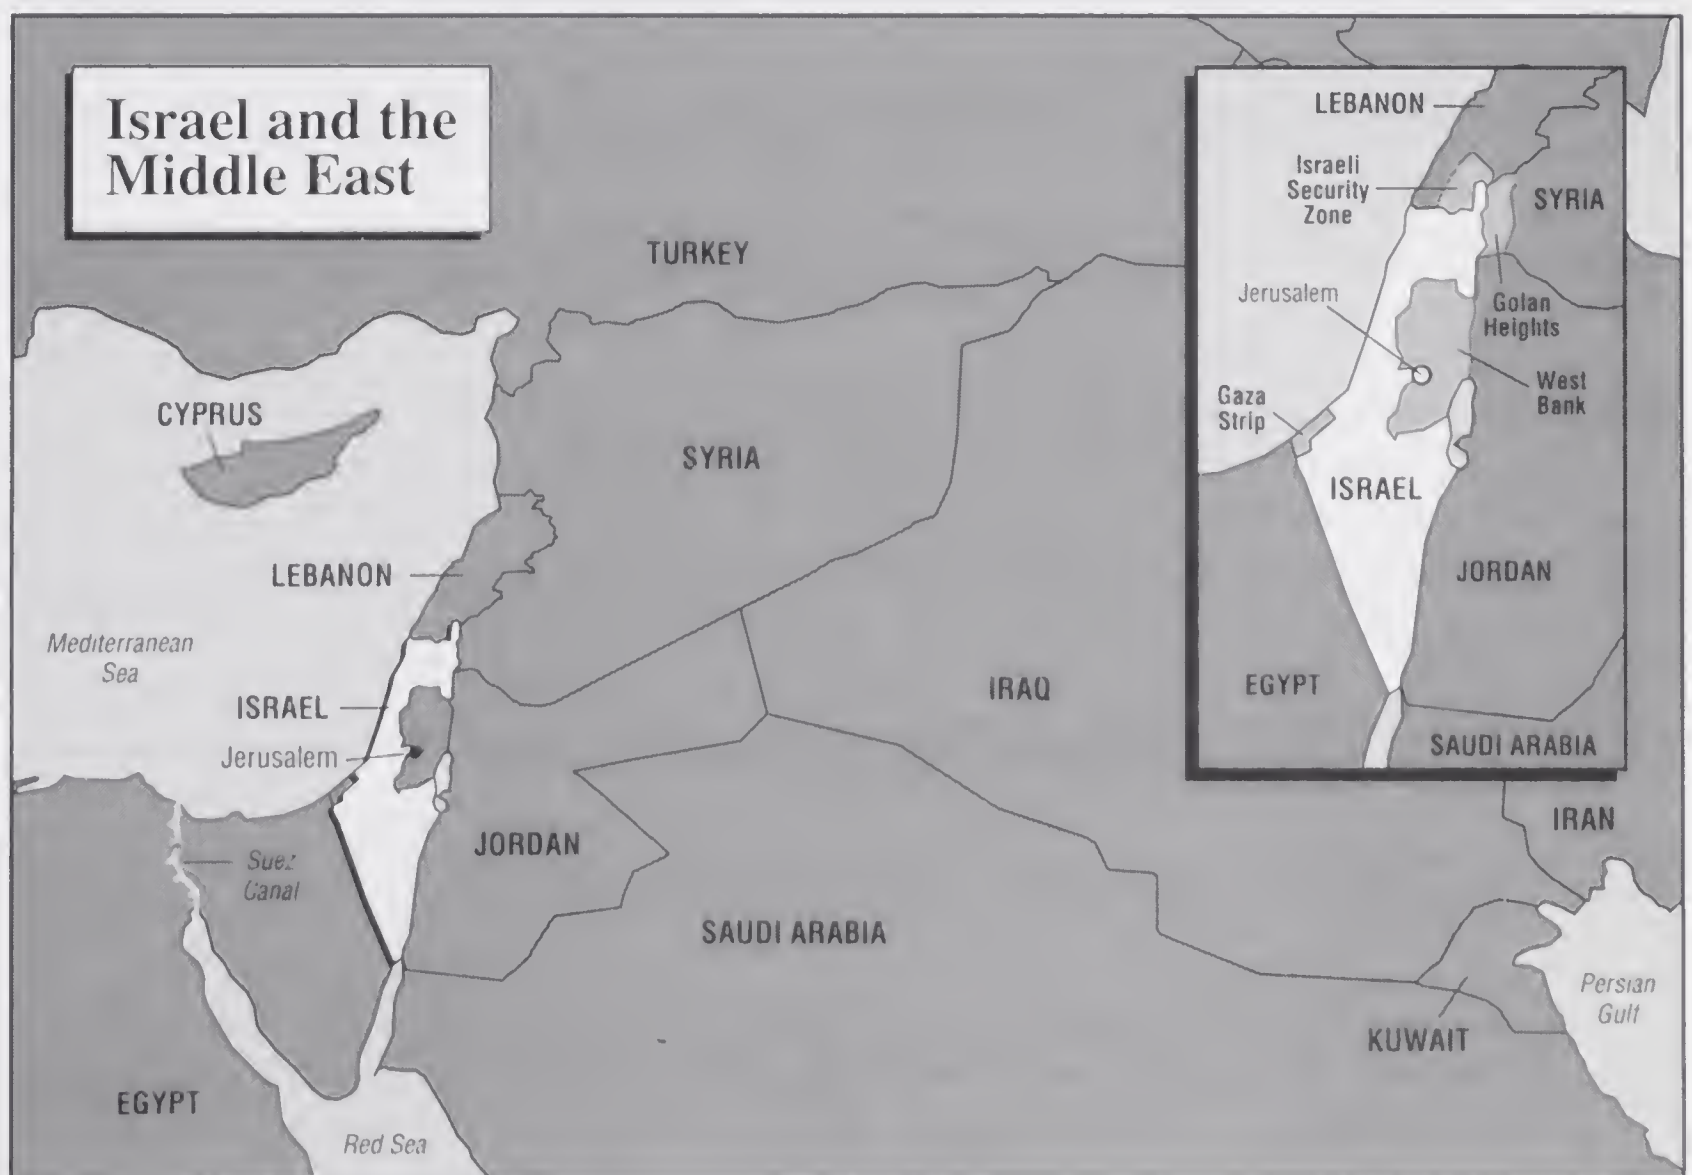 Israel and the
Middle East
TURKEY
CYPRUS
SYRIA
LEBANON
Mediterranean
Sea
ISRAEL
Jerusalem
IRAQ
JORDAN
Suez
Canal
SAUDI ARABIA
EGYPT
Red Sea
KUWAIT
IRAN
Persian
Gulf
LEBANON
Israeli
Security
Zone
SYRIA
Jerusalem
Golan
Heights
West
Bank
Gaza
Strip
ISRAEL
JORDAN
EGYPT
SAUDI ARABIA